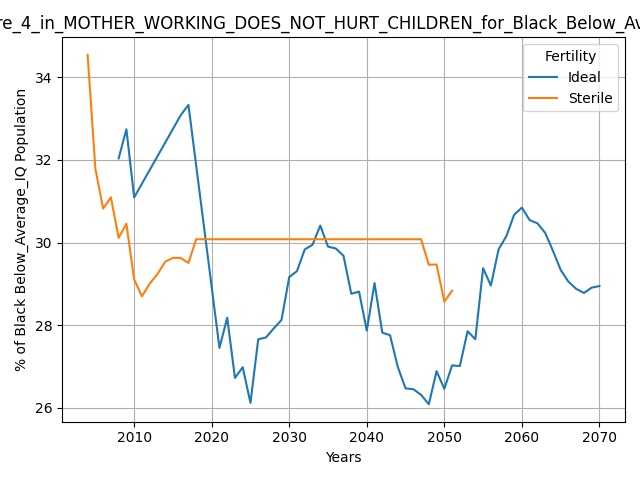 re_4_in_MOTHER_WORKING_DOES_NOT_HURT_CHILDREN_for_Black_Below_Av
Fertility
Ideal
Sterile
% of Black Below_Average_IQ Population
34
32
30
28
26
2010 2020 2030 2040 2050 2060 2070
Years